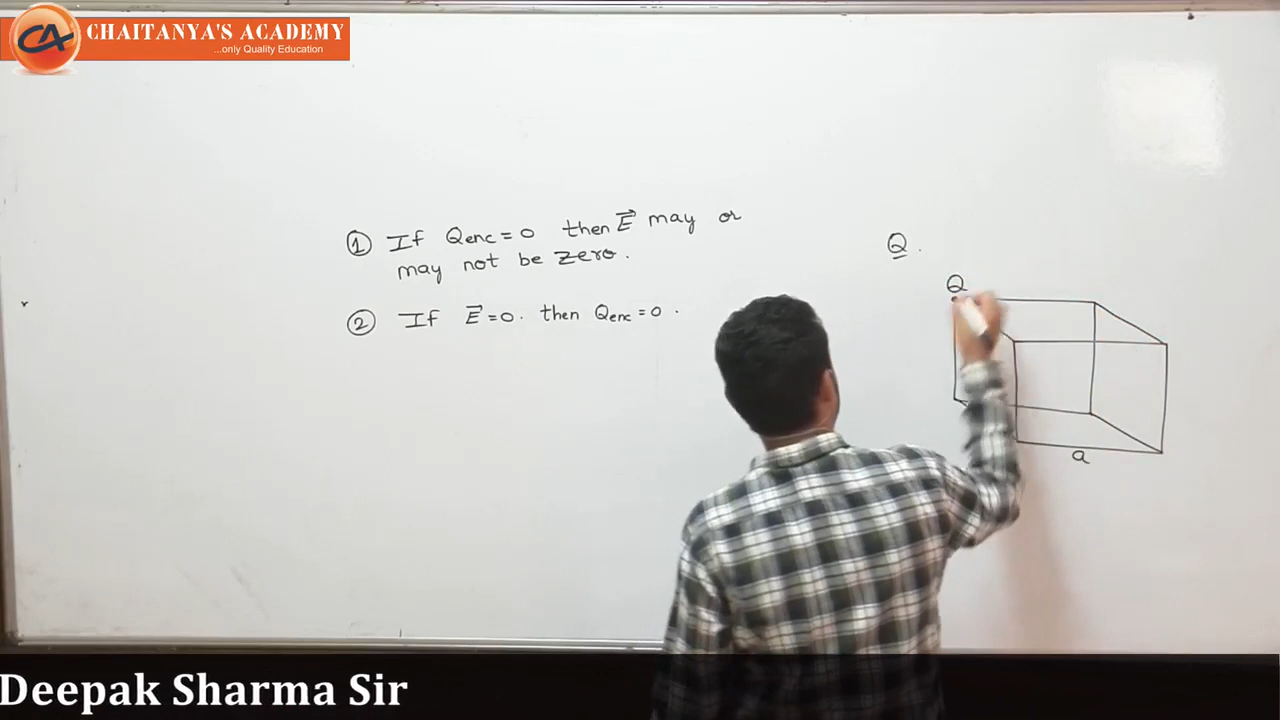 CA
CHAITANYA'S ACADEMY
...only Quality Education
① If Qenc = 0 then E⃗ may or
may not be zero.
② If E⃗ = 0. then Qenc = 0.
Q.
Q
a
Deepak Sharma Sir